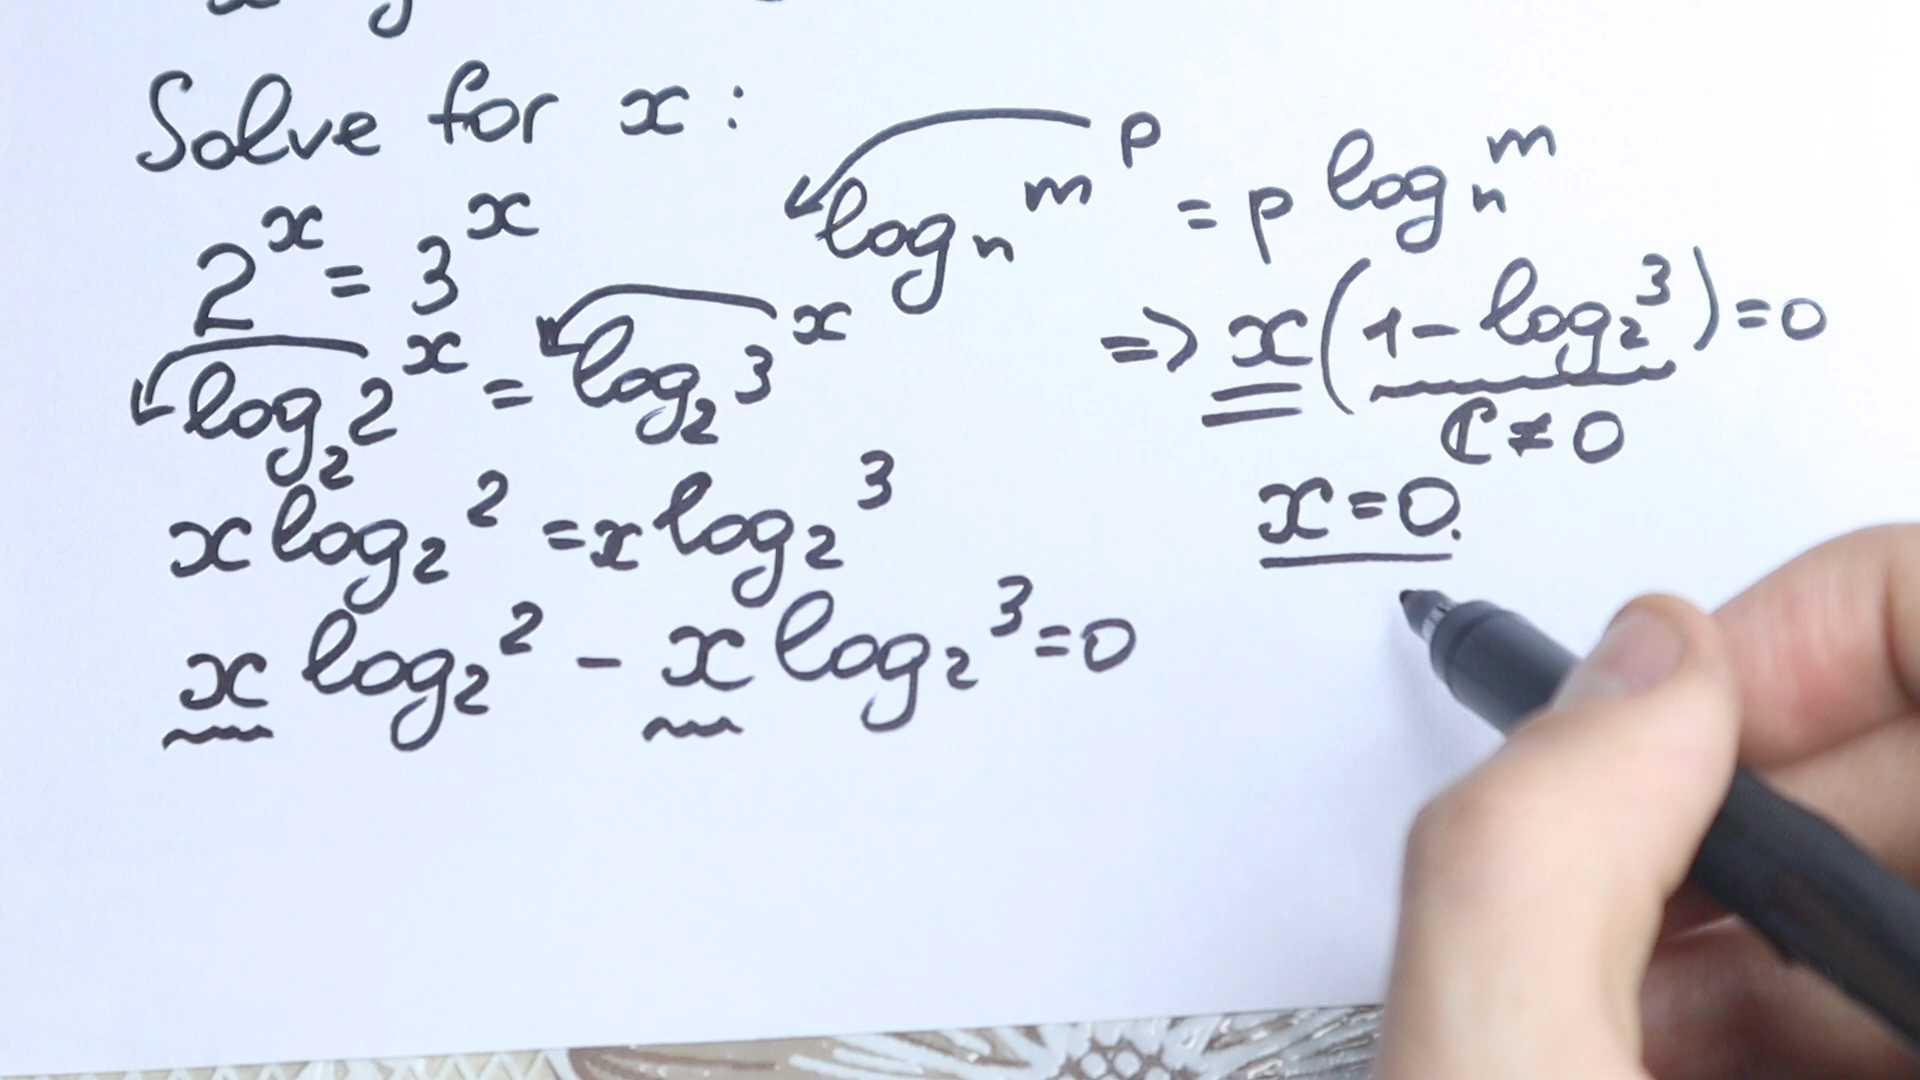 Solve for x:
2^x = 3^x
log_2 2^x = log_2 3^x
x log_2 2 = x log_2 3
x log_2 2 - x log_2 3 = 0
log_n m^p = p log_n m
=> x(1 - log_2 3) = 0
C ≠ 0
x = 0.